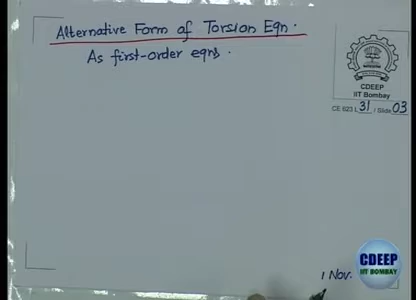 Alternative Form of Torsion Eqn.
As first-order eqns.
CDEEP
IIT Bombay
CE 623 L 31 / Slide 03
1 Nov.
CDEEP
IIT BOMBAY